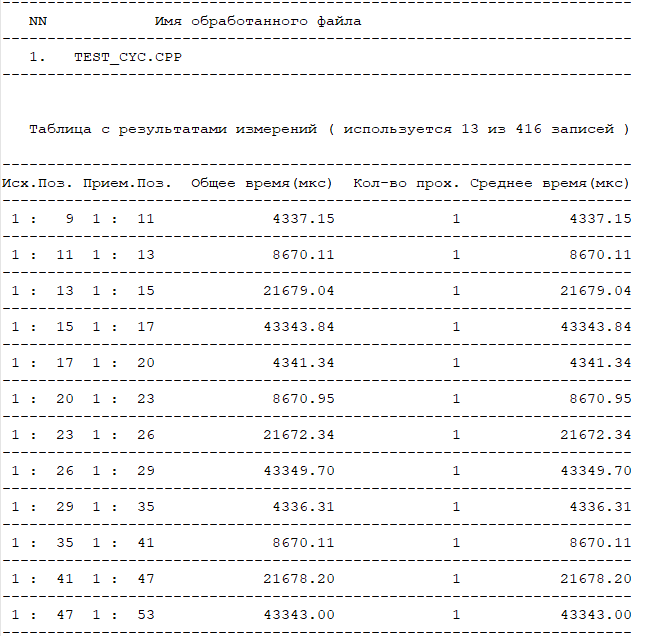 --------------------------------------------------------------------
NN Имя обработанного файла
--------------------------------------------------------------------
1. TEST_CYC.CPP
--------------------------------------------------------------------
Таблица с результатами измерений ( используется 13 из 416 записей )
--------------------------------------------------------------------
Исх.Поз. Прием.Поз. Общее время(мкс) Кол-во прох. Среднее время(мкс)
--------------------------------------------------------------------
1 : 9 1 : 11 4337.15 1 4337.15
--------------------------------------------------------------------
1 : 11 1 : 13 8670.11 1 8670.11
--------------------------------------------------------------------
1 : 13 1 : 15 21679.04 1 21679.04
--------------------------------------------------------------------
1 : 15 1 : 17 43343.84 1 43343.84
--------------------------------------------------------------------
1 : 17 1 : 20 4341.34 1 4341.34
--------------------------------------------------------------------
1 : 20 1 : 23 8670.95 1 8670.95
--------------------------------------------------------------------
1 : 23 1 : 26 21672.34 1 21672.34
--------------------------------------------------------------------
1 : 26 1 : 29 43349.70 1 43349.70
--------------------------------------------------------------------
1 : 29 1 : 35 4336.31 1 4336.31
--------------------------------------------------------------------
1 : 35 1 : 41 8670.11 1 8670.11
--------------------------------------------------------------------
1 : 41 1 : 47 21678.20 1 21678.20
--------------------------------------------------------------------
1 : 47 1 : 53 43343.00 1 43343.00
--------------------------------------------------------------------